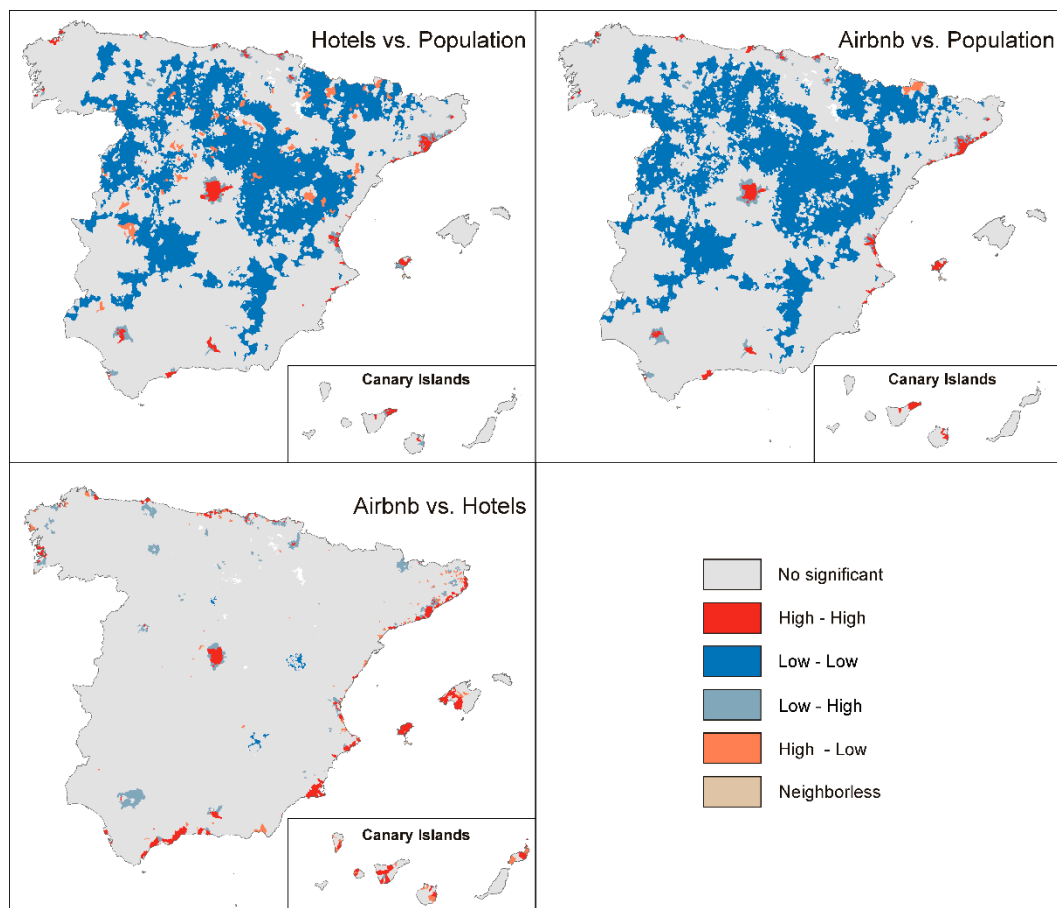 Hotels vs. Population
Canary Islands
Airbnb vs. Population
Canary Islands
Airbnb vs. Hotels
Canary Islands
No significant
High - High
Low - Low
Low - High
High - Low
Neighborless